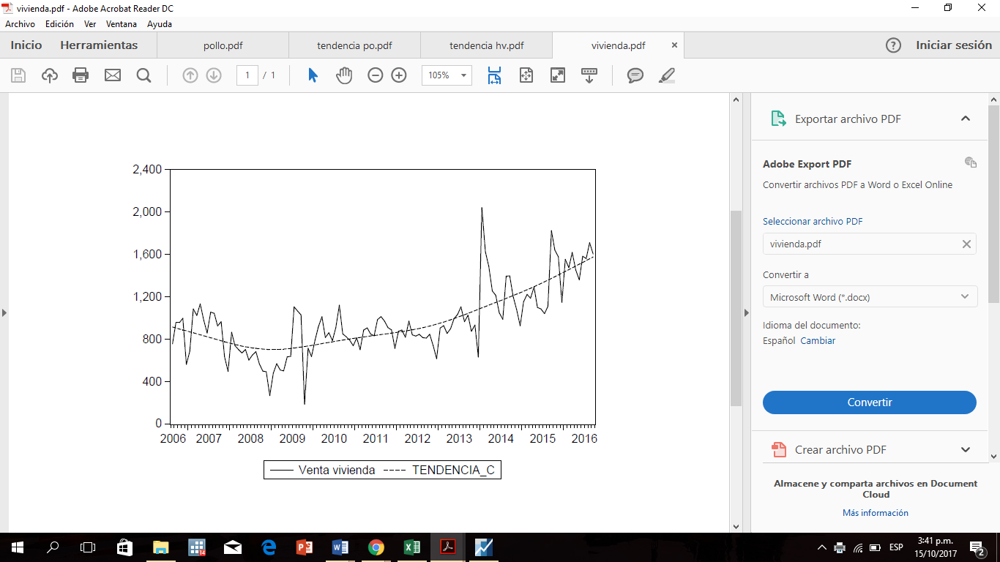 vivienda.pdf - Adobe Acrobat Reader DC
Archivo Edición Ver Ventana Ayuda
Inicio Herramientas pollo.pdf tendencia po.pdf tendencia hv.pdf vivienda.pdf Iniciar sesión
1 / 1 105%
Exportar archivo PDF
Adobe Export PDF
Convertir archivos PDF a Word o Excel Online
Seleccionar archivo PDF
vivienda.pdf
Convertir a
Microsoft Word (*.docx)
Idioma del documento:
Español Cambiar
Convertir
Crear archivo PDF
Almacene y comparta archivos en Document
Cloud
Más información
2,400
2,000
1,600
1,200
800
400
0
2006 2007 2008 2009 2010 2011 2012 2013 2014 2015 2016
Venta vivienda TENDENCIA_C
14
ESP
3:41 p.m.
15/10/2017
2